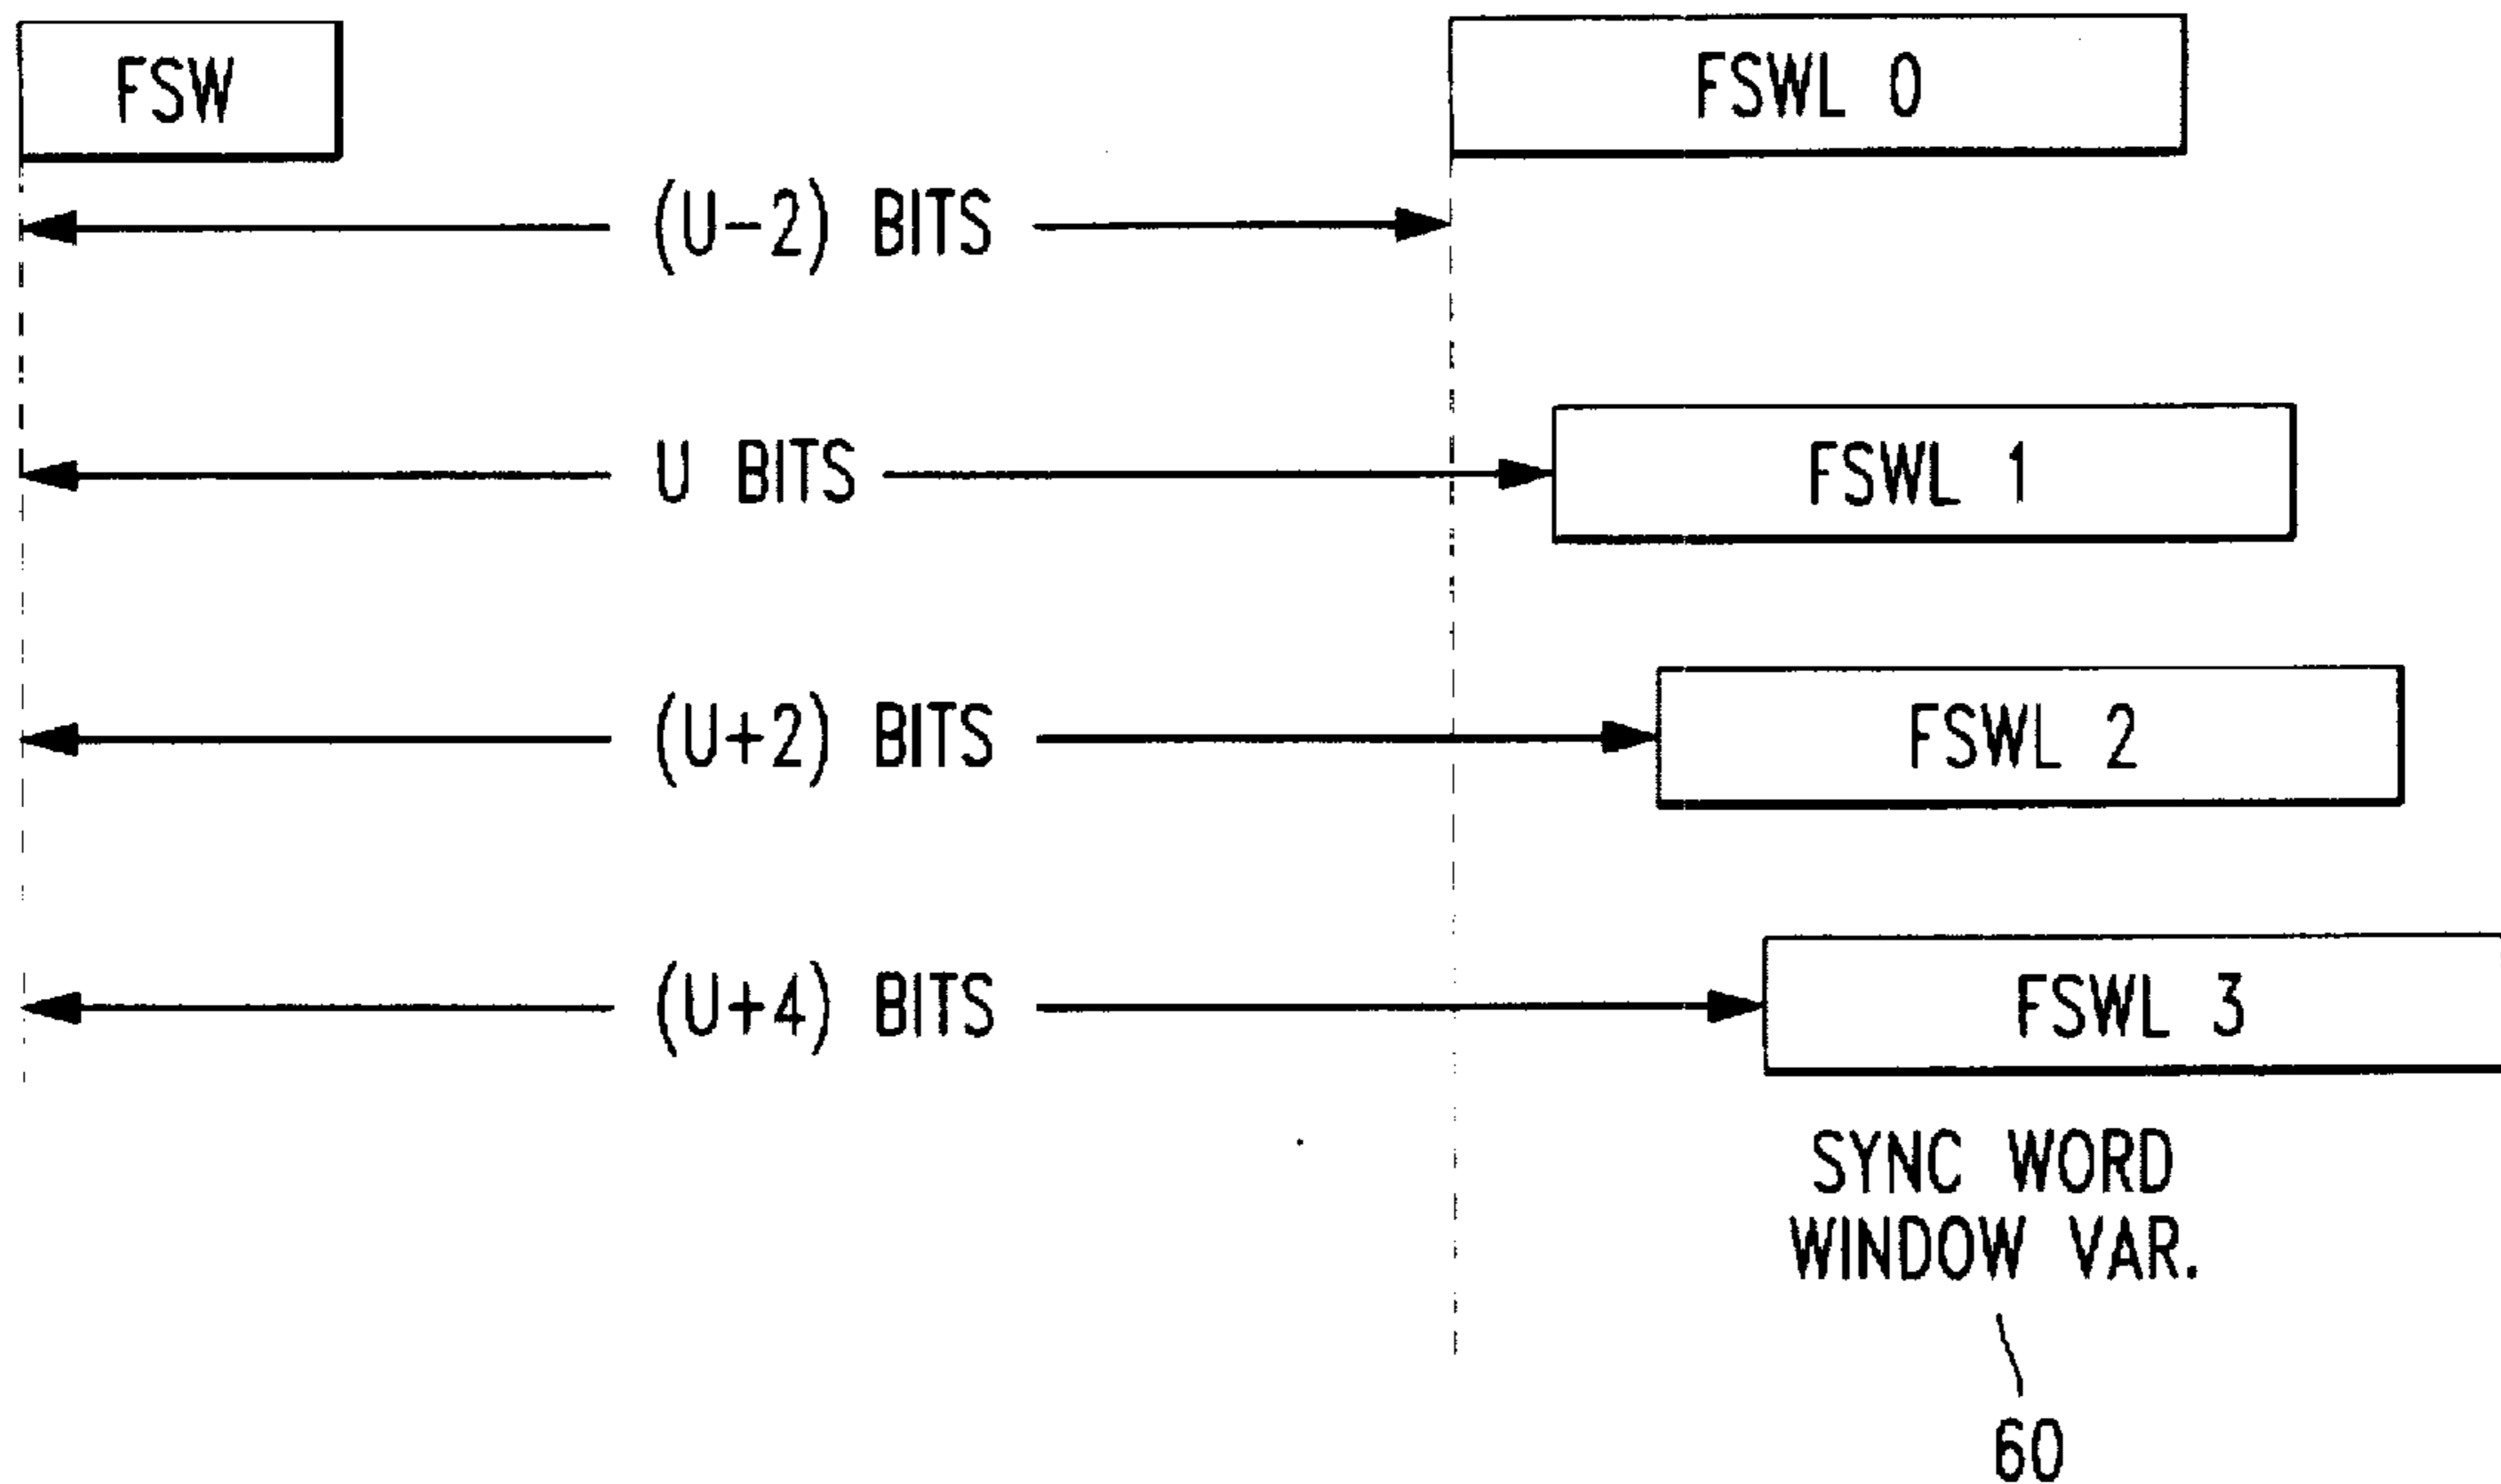 FSW
FSWL 0
(U-2) BITS
U BITS
FSWL 1
(U+2) BITS
FSWL 2
(U+4) BITS
FSWL 3
SYNC WORD
WINDOW VAR.
60